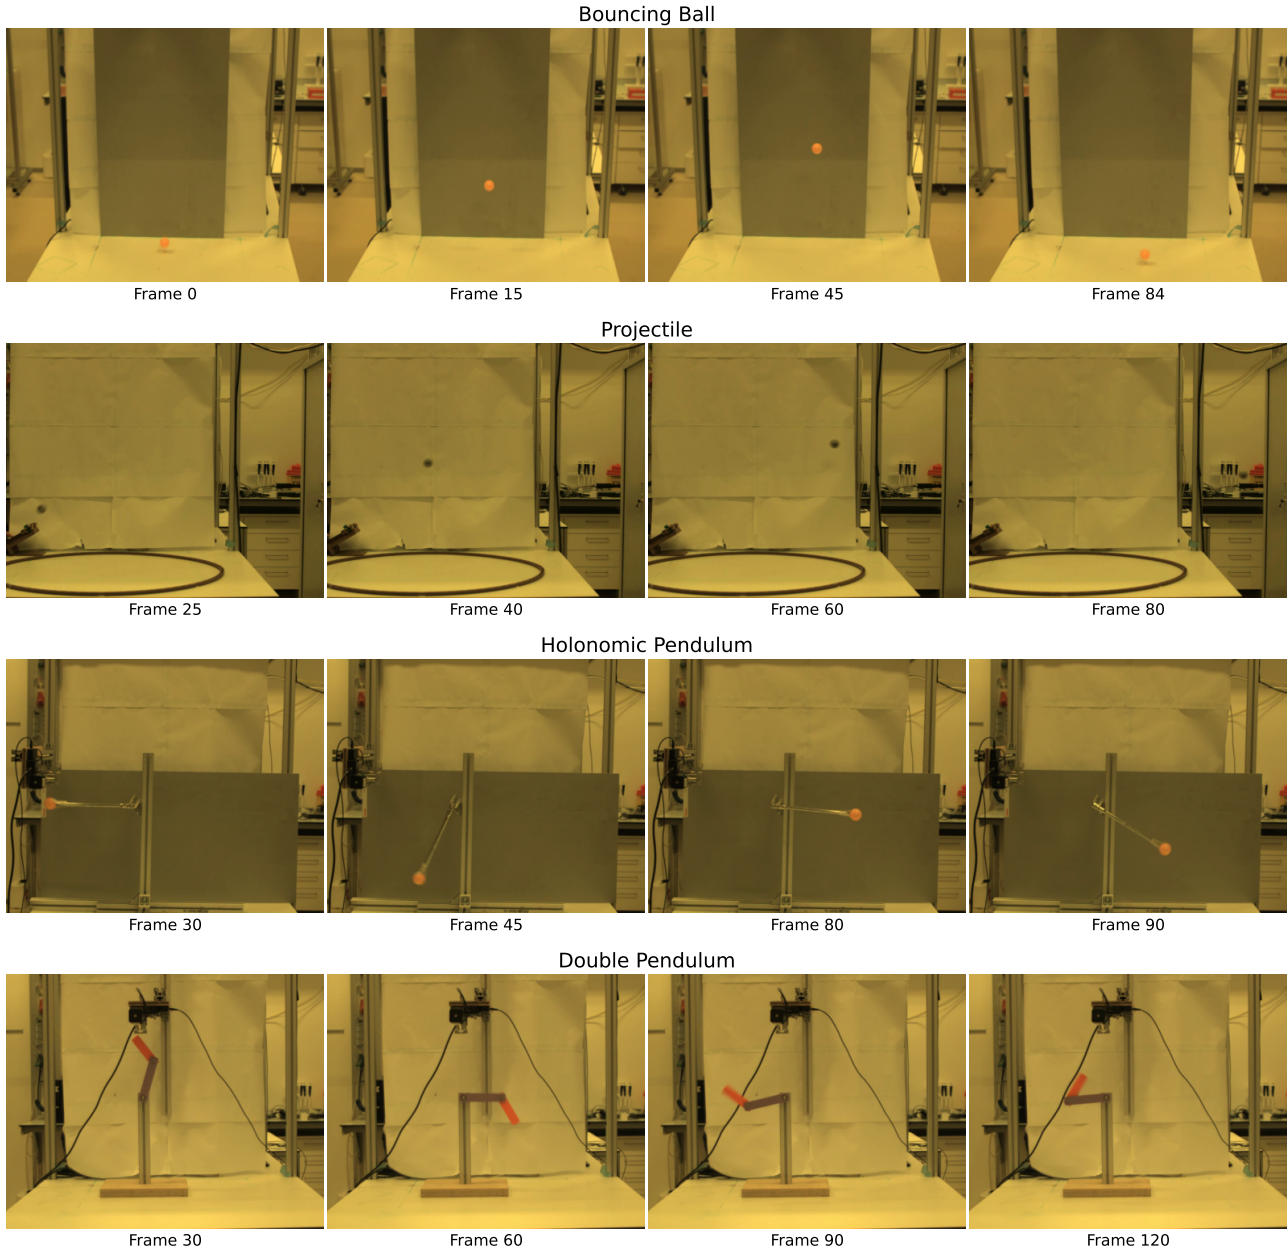 Bouncing Ball
Frame 0
Frame 15
Frame 45
Frame 84
Projectile
Frame 25
Frame 40
Frame 60
Frame 80
Holonomic Pendulum
Frame 30
Frame 45
Frame 80
Frame 90
Double Pendulum
Frame 30
Frame 60
Frame 90
Frame 120